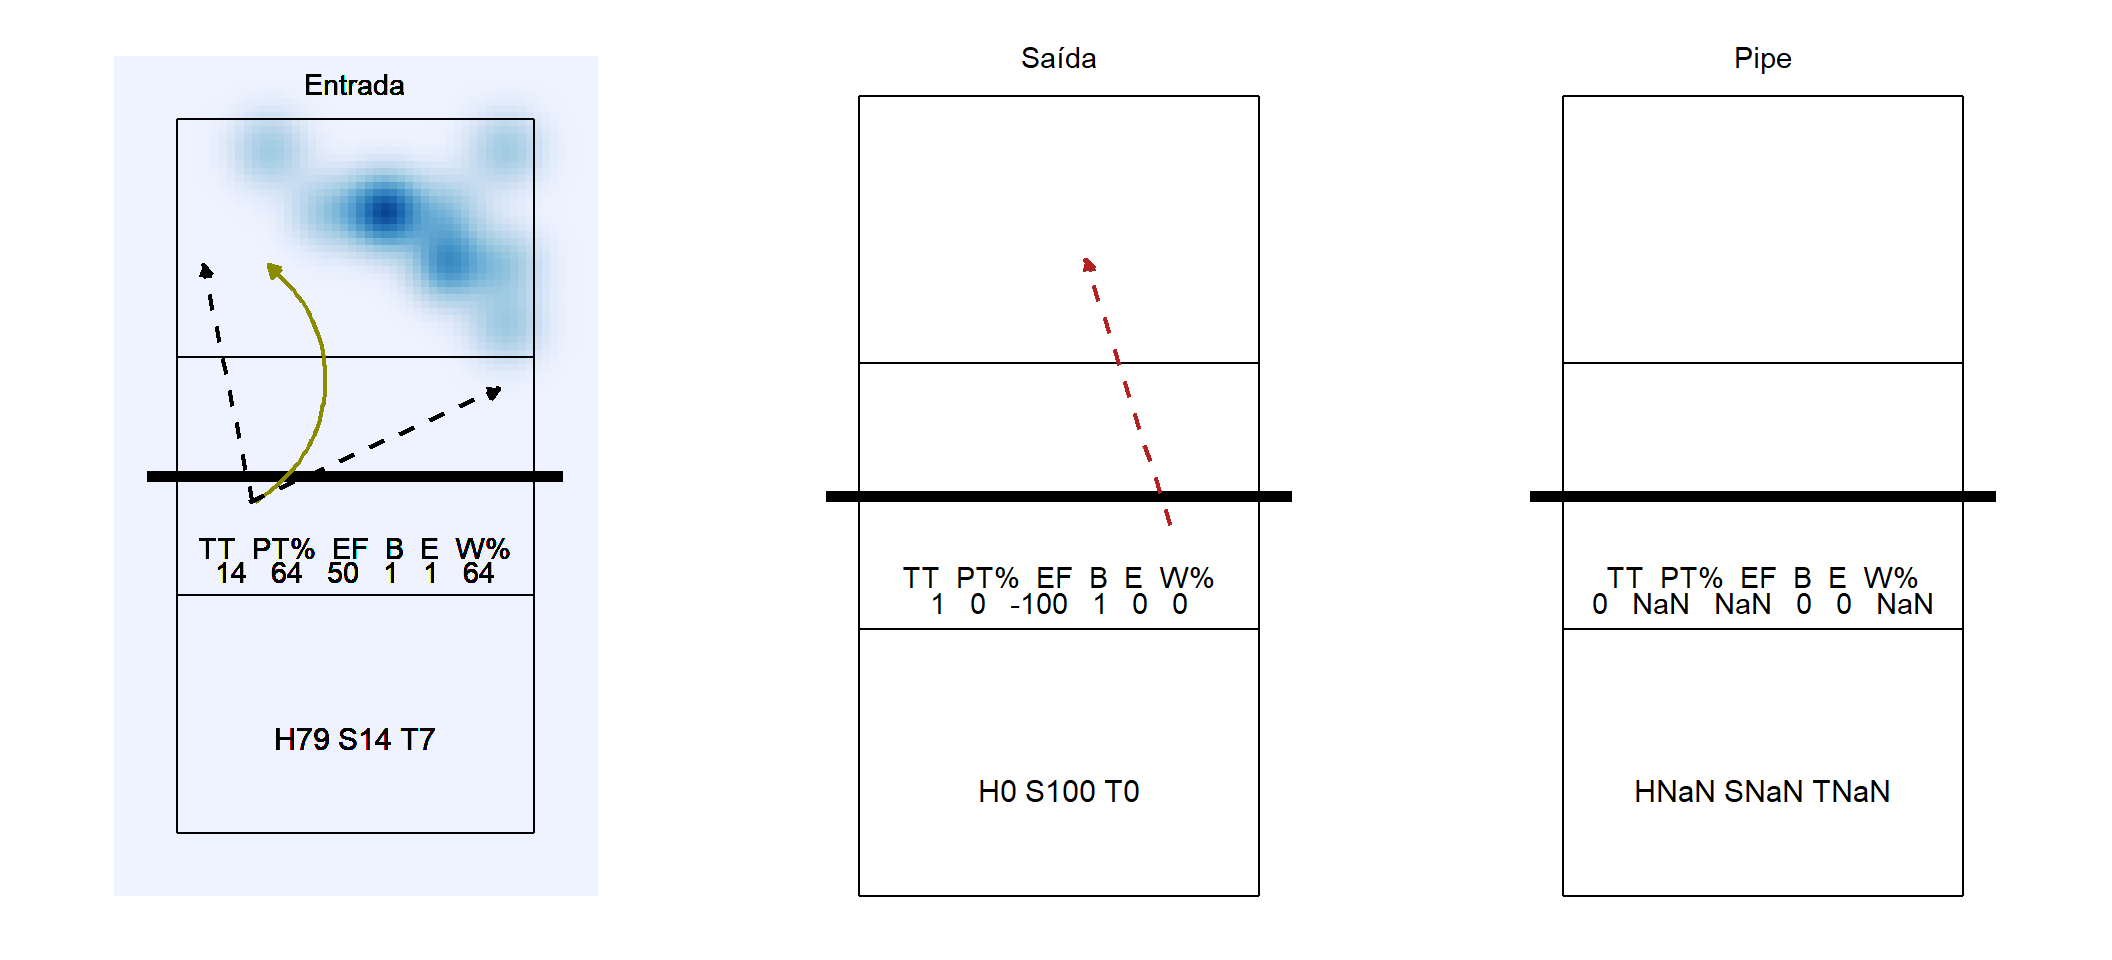 Entrada
TT PT% EF B E W%
14 64 50 1 1 64
H79 S14 T7
Saída
TT PT% EF B E W%
1 0 -100 1 0 0
H0 S100 T0
Pipe
TT PT% EF B E W%
0 NaN NaN 0 0 NaN
HNaN SNaN TNaN